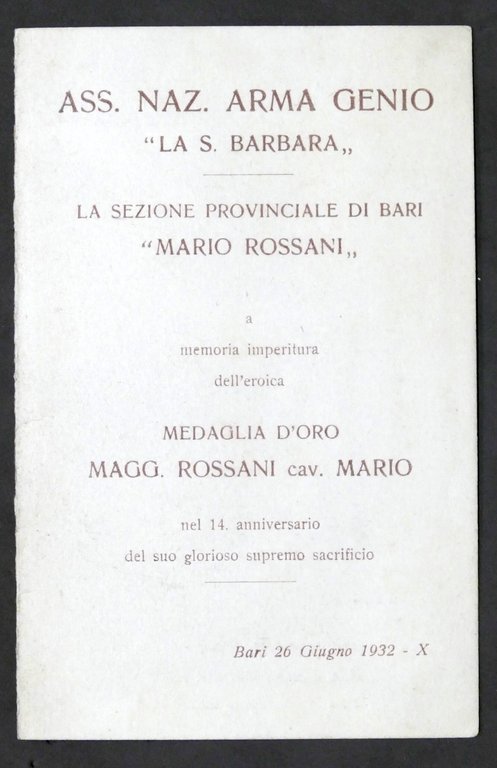 ASS. NAZ. ARMA GENIO
“LA S. BARBARA„
LA SEZIONE PROVINCIALE DI BARI
“MARIO ROSSANI„
a
memoria imperitura
dell'eroica
MEDAGLIA D'ORO
MAGG. ROSSANI cav. MARIO
nel 14. anniversario
del suo glorioso supremo sacrificio
Bari 26 Giugno 1932 - X